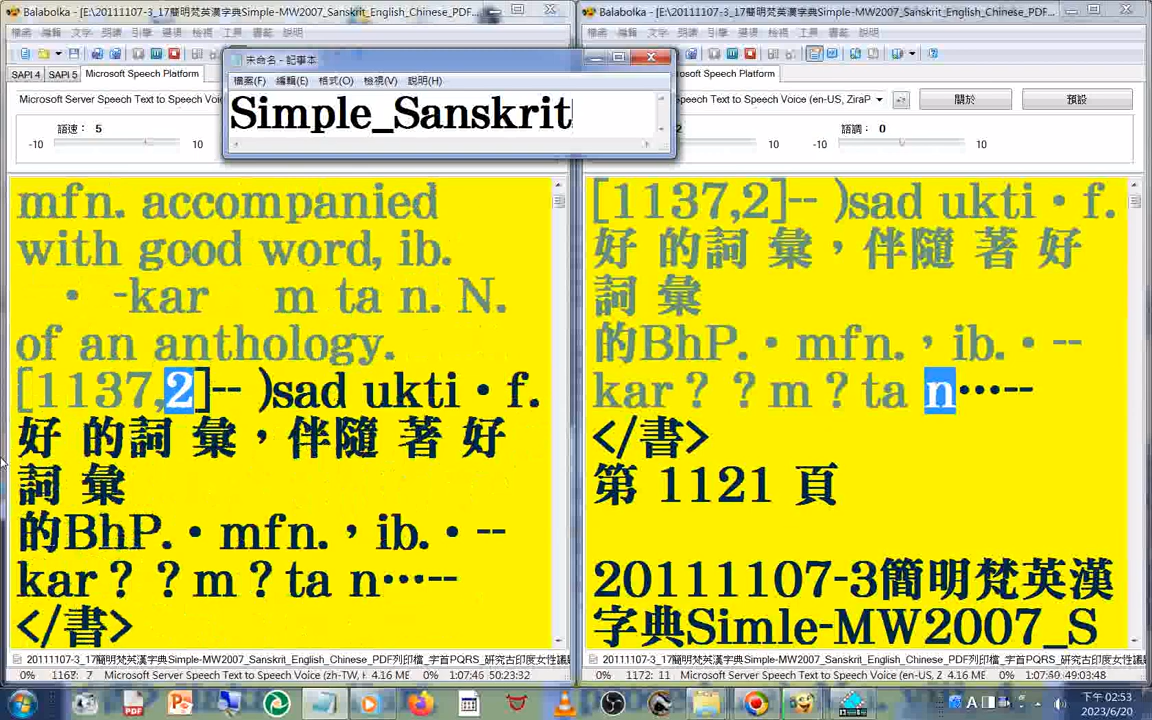 Balabolka - [E:\20111107-3_17簡明梵英漢字典Simple-MW2007_Sanskrit_English_Chinese_PDF...
Balabolka - [E:\20111107-3_17簡明梵英漢字典Simple-MW2007_Sanskrit_English_Chinese_PDF...
未命名 - 記事本
檔案(F) 編輯(E) 格式(O) 檢視(V) 說明(H)
Simple_Sanskrit
SAPI 4 SAPI 5 Microsoft Speech Platform
Speech Platform
Microsoft Server Speech Text to Speech Voi
Speech Text to Speech Voice (en-US, ZiraP
關於 預設
語速: 5
-10 10
2
10
語調: 0
-10 10
mfn. accompanied
with good word, ib.
• -kar m ta n. N.
of an anthology.
[1137,2]-- )sad ukti•f.
好 的詞 彙,伴隨 著 好
詞 彙
的BhP.•mfn.,ib.•--
kar??m?ta n…--
</書>
[1137,2]-- )sad ukti•f.
好 的詞 彙,伴隨 著 好
詞 彙
的BhP.•mfn.,ib.•--
kar??m?ta n…--
</書>
第 1121 頁
20111107-3簡明梵英漢
字典Simle-MW2007_S
20111107-3_17簡明梵英漢字典Simple-MW2007_Sanskrit_English_Chinese_PDF列印檔_字首PQRS_研究古印度女性議
20111107-3_17簡明梵英漢字典Simple-MW2007_Sanskrit_English_Chinese_PDF列印檔_字首PQRS_研究古印度女性議
0% 1167: 7 Microsoft Server Speech Text to Speech Voice (zh-TW, H 4.16 ME 0% 1:07:46 50:23:32
0% 1172: 11 Microsoft Server Speech Text to Speech Voice (en-US, Z 4.16 ME 0%
下午 02:53
2023/6/20